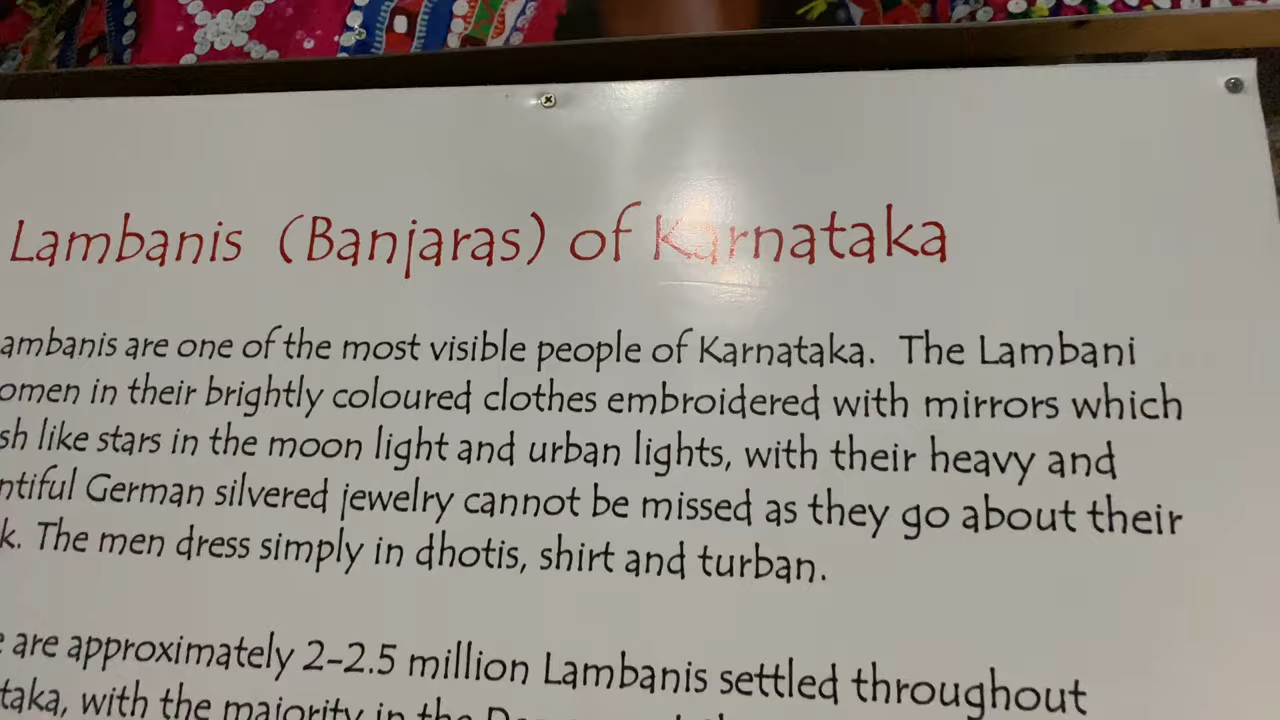 Lambanis (Banjaras) of Karnataka
ambanis are one of the most visible people of Karnataka. The Lambani
omen in their brightly coloured clothes embroidered with mirrors which
sh like stars in the moon light and urban lights, with their heavy and
ntiful German silvered jewelry cannot be missed as they go about their
k. The men dress simply in dhotis, shirt and turban.
e are approximately 2-2.5 million Lambanis settled throughout
taka, with the majority in the